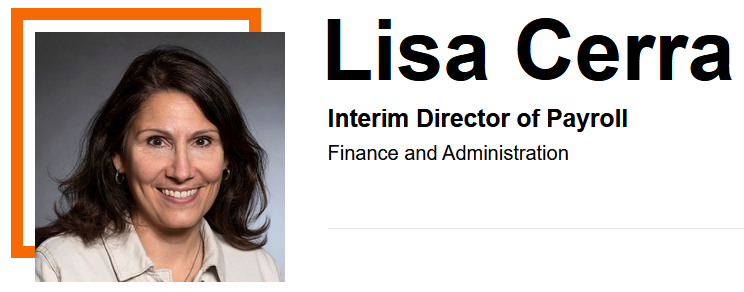 Lisa Cerra
Interim Director of Payroll
Finance and Administration